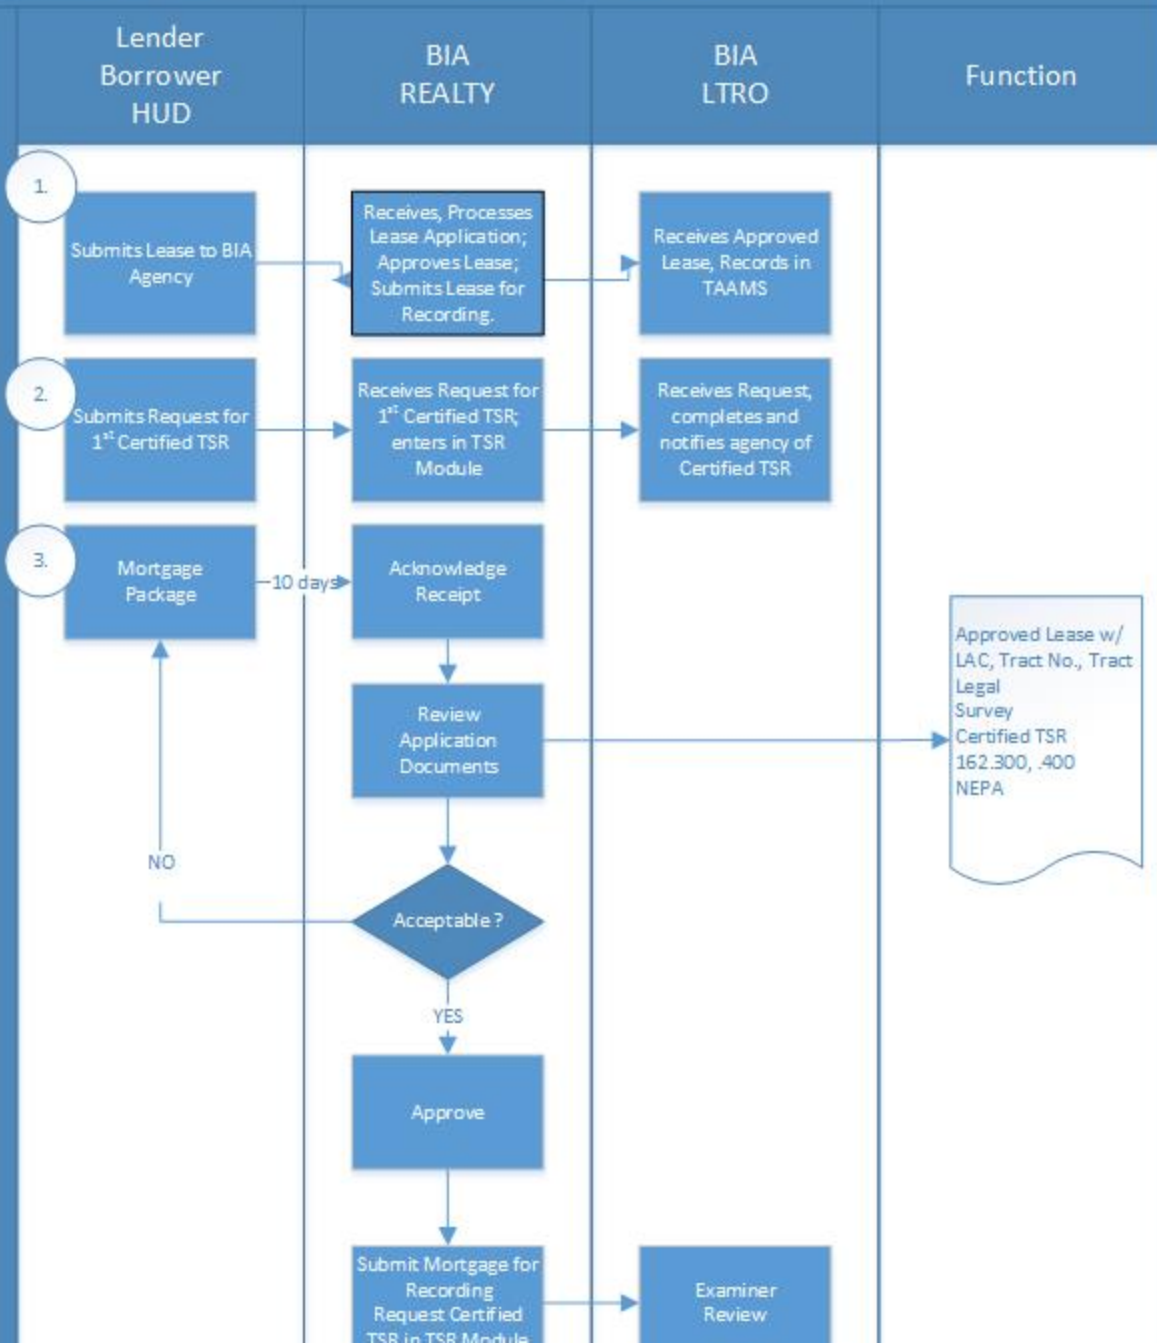 Lender
Borrower
HUD
BIA
REALTY
BIA
LTRO
Function
1.
Submits Lease to BIA
Agency
Receives, Processes
Lease Application;
Approves Lease;
Submits Lease for
Recording.
Receives Approved
Lease, Records in
TAAMS
2.
Submits Request for
1st Certified TSR
Receives Request for
1st Certified TSR;
enters in TSR
Module
Receives Request,
completes and
notifies agency of
Certified TSR
3.
Mortgage
Package
10 days
Acknowledge
Receipt
Review
Application
Documents
Approved Lease w/
LAC, Tract No., Tract
Legal
Survey
Certified TSR
162.300, .400
NEPA
NO
Acceptable ?
YES
Approve
Submit Mortgage for
Recording
Request Certified
TSR in TSR Module
Examiner
Review